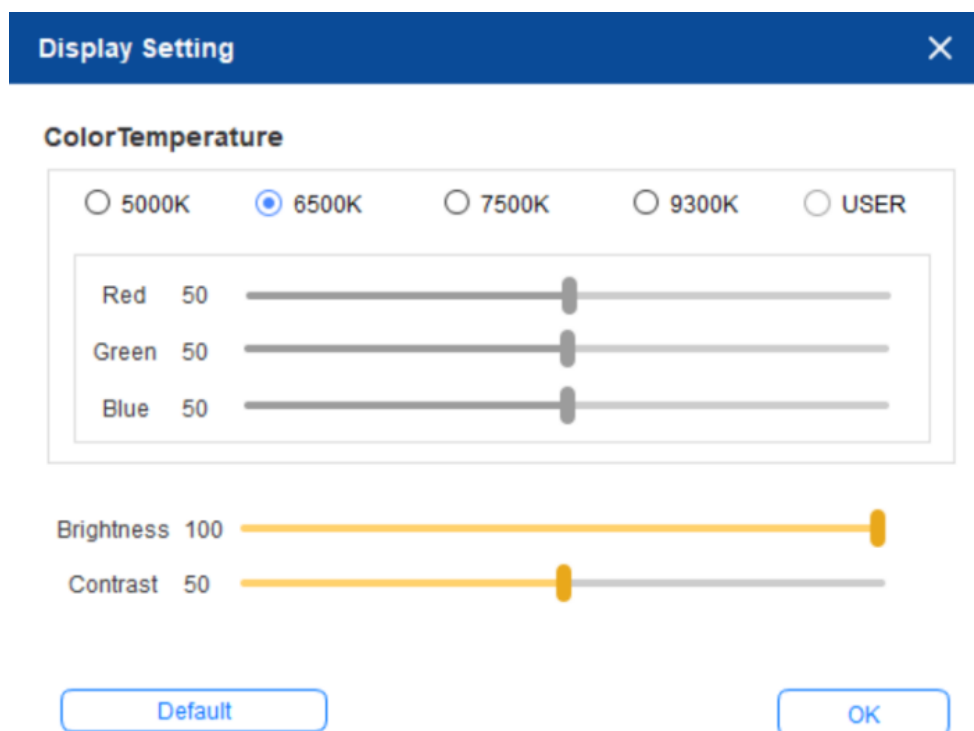 Display Setting
ColorTemperature
5000K 6500K 7500K 9300K USER
Red 50
Green 50
Blue 50
Brightness 100
Contrast 50
Default OK